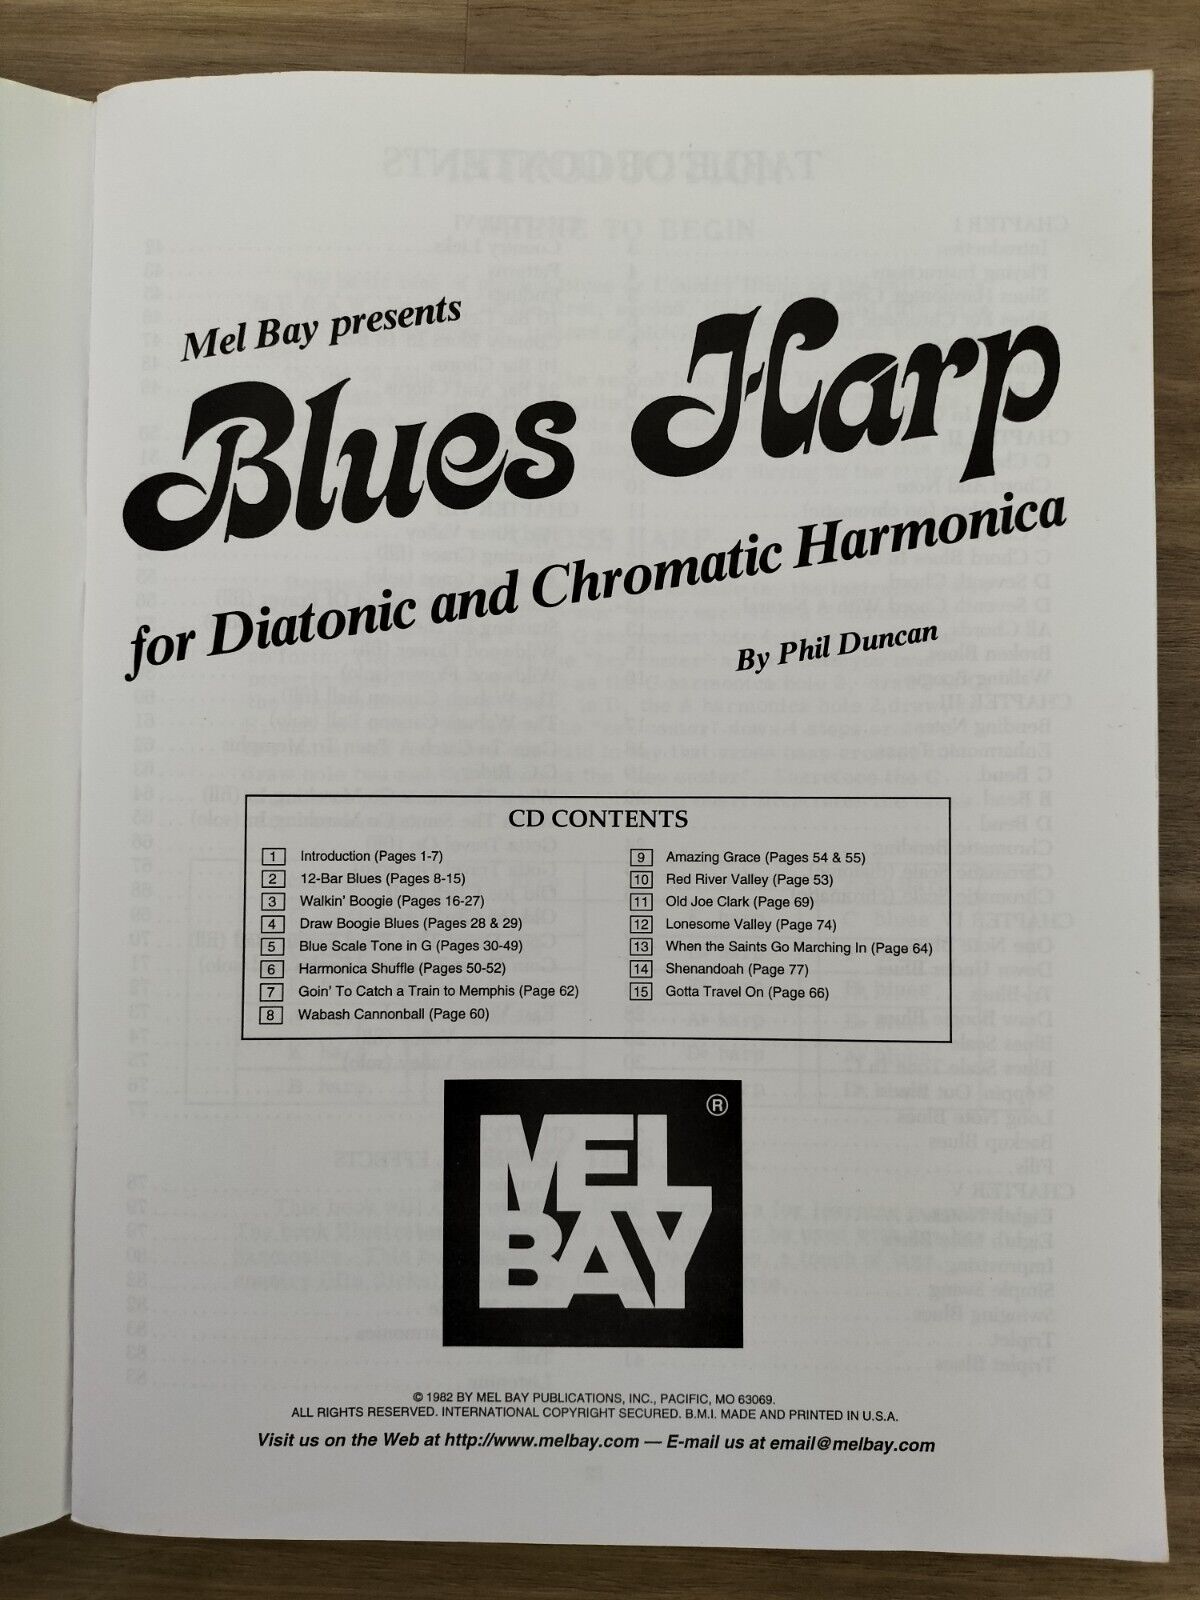 Mel Bay presents
Blues Harp
for Diatonic and Chromatic Harmonica
By Phil Duncan
CD CONTENTS
1 Introduction (Pages 1-7)
2 12-Bar Blues (Pages 8-15)
3 Walkin' Boogie (Pages 16-27)
4 Draw Boogie Blues (Pages 28 & 29)
5 Blue Scale Tone in G (Pages 30-49)
6 Harmonica Shuffle (Pages 50-52)
7 Goin' To Catch a Train to Memphis (Page 62)
8 Wabash Cannonball (Page 60)
9 Amazing Grace (Pages 54 & 55)
10 Red River Valley (Page 53)
11 Old Joe Clark (Page 69)
12 Lonesome Valley (Page 74)
13 When the Saints Go Marching In (Page 64)
14 Shenandoah (Page 77)
15 Gotta Travel On (Page 66)
MEL ®
BAY
© 1982 BY MEL BAY PUBLICATIONS, INC., PACIFIC, MO 63069.
ALL RIGHTS RESERVED. INTERNATIONAL COPYRIGHT SECURED. B.M.I. MADE AND PRINTED IN U.S.A.
Visit us on the Web at http://www.melbay.com — E-mail us at email@melbay.com